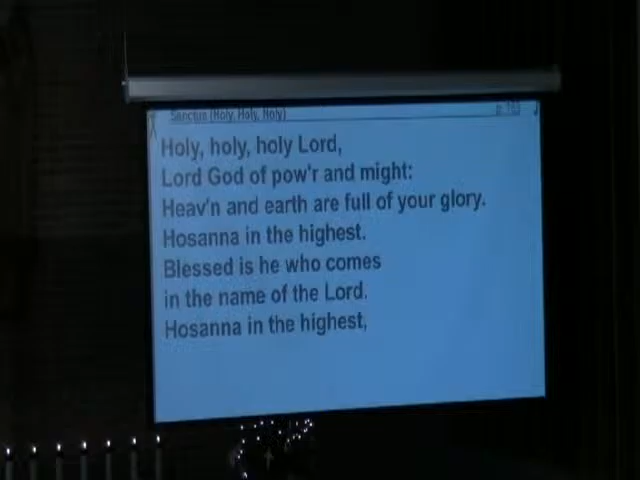 Sanctus (Holy, Holy, Holy)
Holy, holy, holy Lord,
Lord God of pow'r and might:
Heav'n and earth are full of your glory.
Hosanna in the highest.
Blessed is he who comes
in the name of the Lord.
Hosanna in the highest,